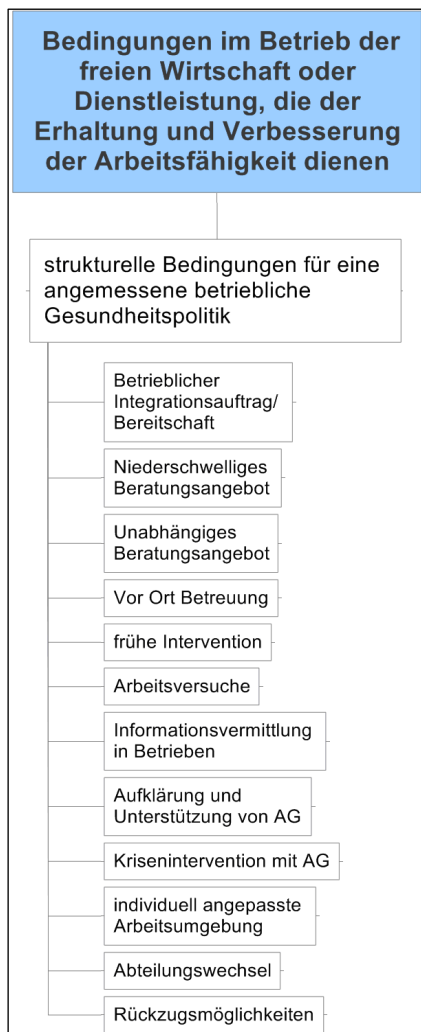 Bedingungen im Betrieb der
freien Wirtschaft oder
Dienstleistung, die der
Erhaltung und Verbesserung
der Arbeitsfähigkeit dienen
strukturelle Bedingungen für eine
angemessene betriebliche
Gesundheitspolitik
Betrieblicher
Integrationsauftrag/
Bereitschaft
Niederschwelliges
Beratungsangebot
Unabhängiges
Beratungsangebot
Vor Ort Betreuung
frühe Intervention
Arbeitsversuche
Informationsvermittlung
in Betrieben
Aufklärung und
Unterstützung von AG
Krisenintervention mit AG
individuell angepasste
Arbeitsumgebung
Abteilungswechsel
Rückzugsmöglichkeiten